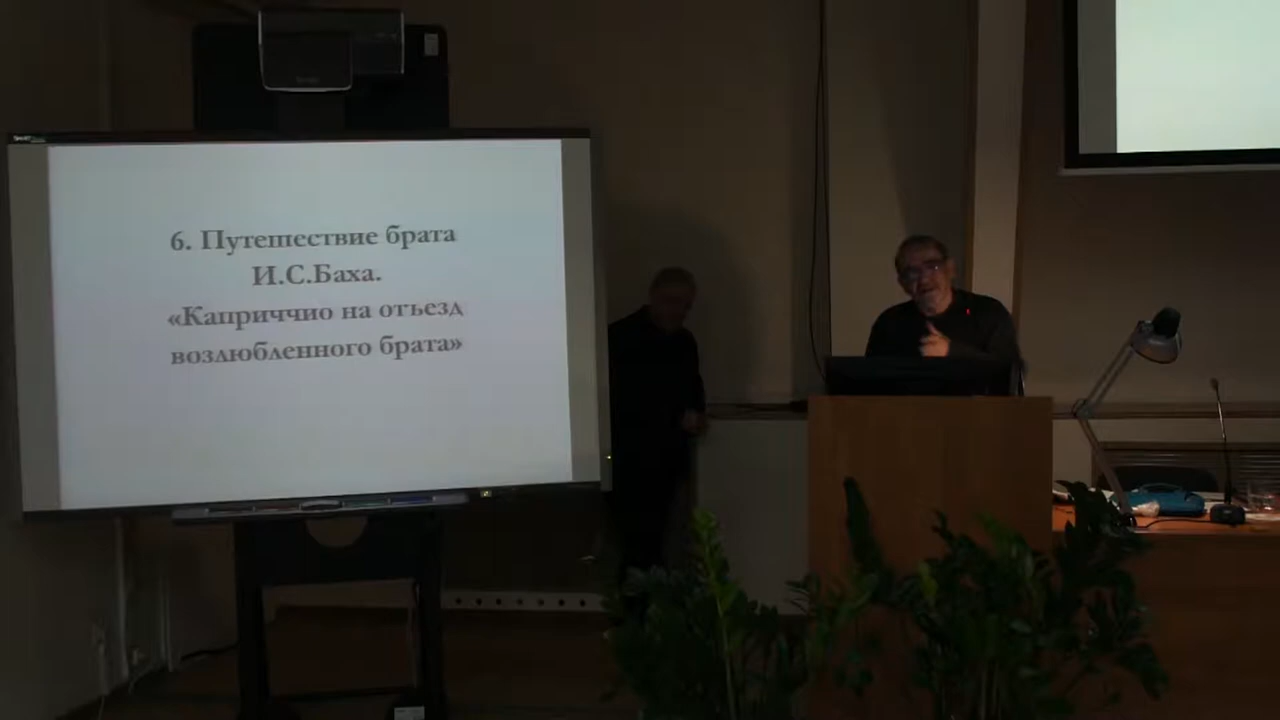 6. Путешествие брата
И.С.Баха.
«Каприччио на отъезд
возлюбленного брата»